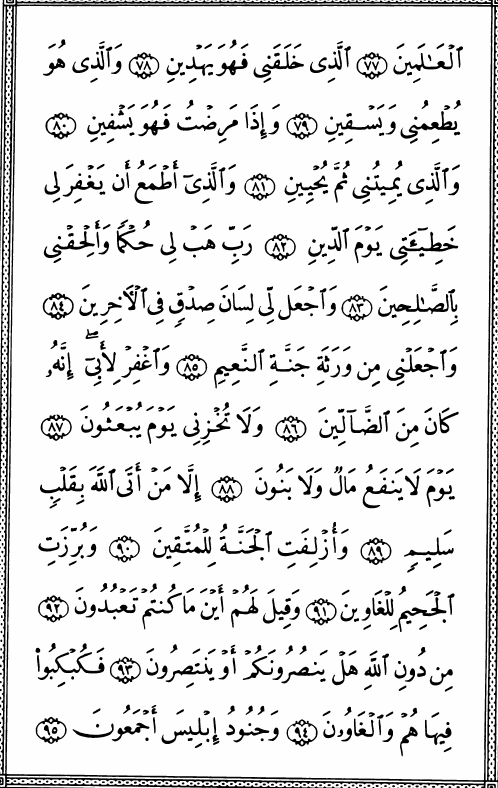 ٱلْعَـٰلَمِينَ ﴿٧٧﴾ ٱلَّذِى خَلَقَنِى فَهُوَ يَهْدِينِ ﴿٧٨﴾ وَٱلَّذِى هُوَ
يُطْعِمُنِى وَيَسْقِينِ ﴿٧٩﴾ وَإِذَا مَرِضْتُ فَهُوَ يَشْفِينِ ﴿٨٠﴾
وَٱلَّذِى يُمِيتُنِى ثُمَّ يُحْيِينِ ﴿٨١﴾ وَٱلَّذِىٓ أَطْمَعُ أَن يَغْفِرَ لِى
خَطِيٓـَٔتِى يَوْمَ ٱلدِّينِ ﴿٨٢﴾ رَبِّ هَبْ لِى حُكْمًا وَأَلْحِقْنِى
بِٱلصَّـٰلِحِينَ ﴿٨٣﴾ وَٱجْعَل لِّى لِسَانَ صِدْقٍ فِى ٱلْـَٔاخِرِينَ ﴿٨٤﴾
وَٱجْعَلْنِى مِن وَرَثَةِ جَنَّةِ ٱلنَّعِيمِ ﴿٨٥﴾ وَٱغْفِرْ لِأَبِىٓ ۖ إِنَّهُۥ
كَانَ مِنَ ٱلضَّآلِّينَ ﴿٨٦﴾ وَلَا تُخْزِنِى يَوْمَ يُبْعَثُونَ ﴿٨٧﴾
يَوْمَ لَا يَنفَعُ مَالٌ وَلَا بَنُونَ ﴿٨٨﴾ إِلَّا مَنْ أَتَى ٱللَّهَ بِقَلْبٍ
سَلِيمٍ ﴿٨٩﴾ وَأُزْلِفَتِ ٱلْجَنَّةُ لِلْمُتَّقِينَ ﴿٩٠﴾ وَبُرِّزَتِ
ٱلْجَحِيمُ لِلْغَاوِينَ ﴿٩١﴾ وَقِيلَ لَهُمْ أَيْنَ مَا كُنتُمْ تَعْبُدُونَ ﴿٩٢﴾
مِن دُونِ ٱللَّهِ هَلْ يَنصُرُونَكُمْ أَوْ يَنتَصِرُونَ ﴿٩٣﴾ فَكُبْكِبُوا۟
فِيهَا هُمْ وَٱلْغَاوُۥنَ ﴿٩٤﴾ وَجُنُودُ إِبْلِيسَ أَجْمَعُونَ ﴿٩٥﴾